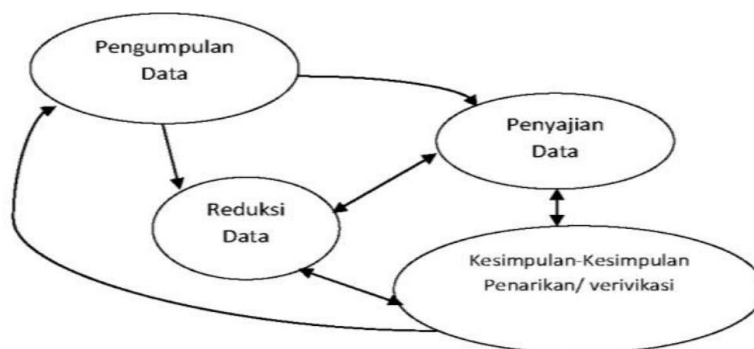 Pengumpulan
Data
Penyajian
Data
Reduksi
Data
Kesimpulan-Kesimpulan
Penarikan/ verivikasi